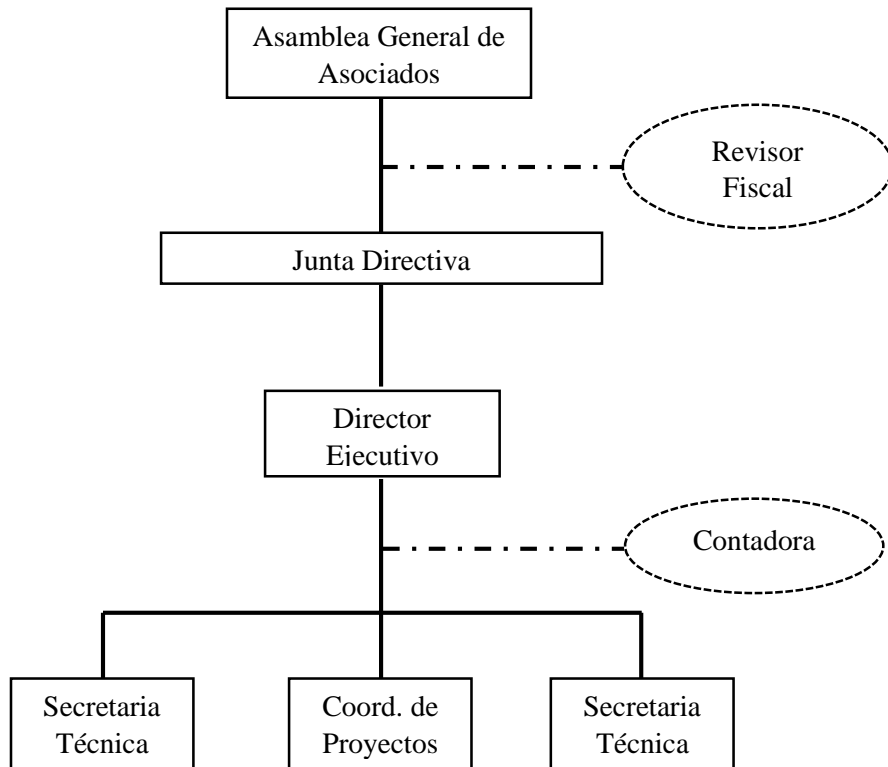 Asamblea General de
Asociados
Revisor
Fiscal
Junta Directiva
Director
Ejecutivo
Contadora
Secretaria
Técnica
Coord. de
Proyectos
Secretaria
Técnica